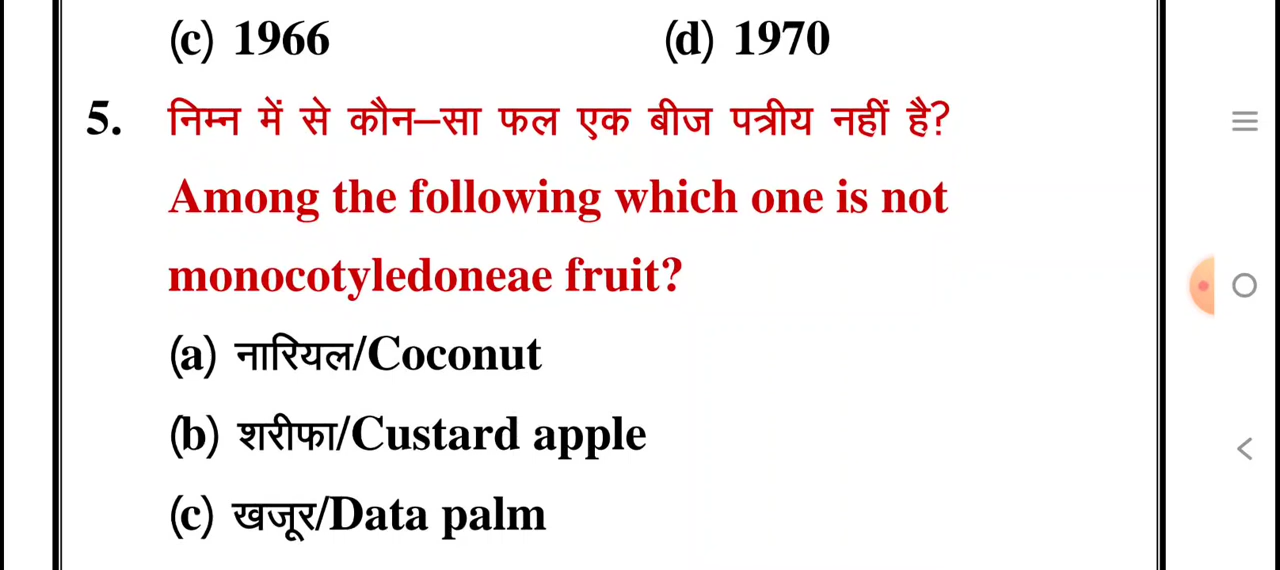 (c) 1966 (d) 1970
5. निम्न में से कौन–सा फल एक बीज पत्रीय नहीं है?
Among the following which one is not
monocotyledoneae fruit?
(a) नारियल/Coconut
(b) शरीफा/Custard apple
(c) खजूर/Data palm